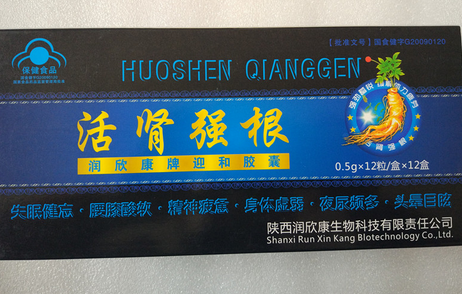 保健食品
【批准文号】国食健字G20090120
HUOSHEN QIANGGEN
活肾强根
润欣康牌迎和胶囊
0.5g×12粒/盒×12盒
失眠健忘·腰膝酸软·精神疲惫·身体虚弱·夜尿频多·头晕目眩
陕西润欣康生物科技有限责任公司
Shanxi Run Xin Kang Biotechnology Co.,Ltd.